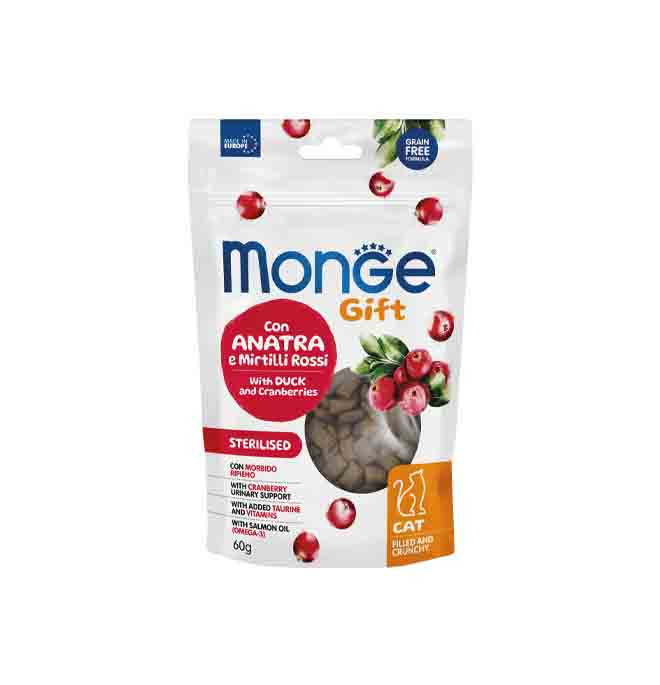 MADE IN
EUROPE
GRAIN
FREE
FORMULA
MONGE®
Gift
Con
ANATRA
e Mirtilli Rossi
With DUCK
and Cranberries
STERILISED
CON MORBIDO
RIPIENO
WITH CRANBERRY
URINARY SUPPORT
WITH ADDED TAURINE
AND VITAMINS
WITH SALMON OIL
(OMEGA-3)
60g
CAT
FILLED AND
CRUNCHY